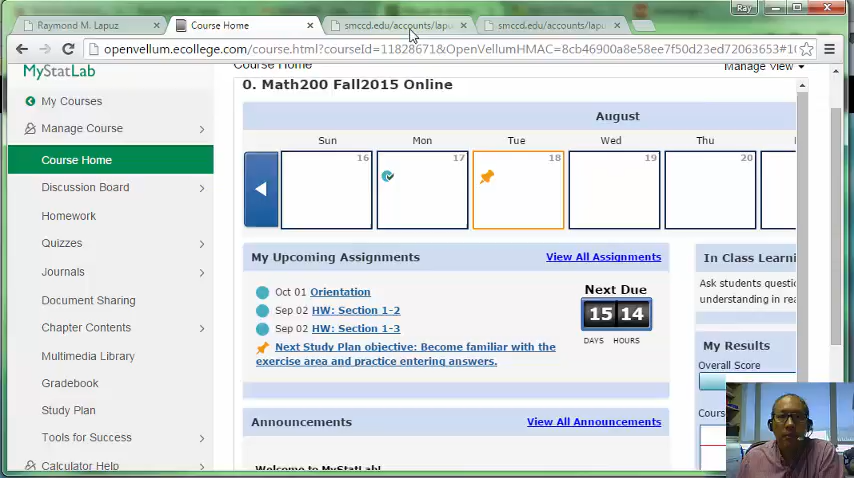 Ray
Raymond M. Lapuz
Course Home
smccd.edu/accounts/lapu
smccd.edu/accounts/lapu
openvellum.ecollege.com/course.html?courseId=11828671&OpenVellumHMAC=8cb46900a8e58ee7f50d23ed72063653#10
MyStatLab
Course Home
Manage View
My Courses
Manage Course
Course Home
Discussion Board
Homework
Quizzes
Journals
Document Sharing
Chapter Contents
Multimedia Library
Gradebook
Study Plan
Tools for Success
Calculator Help
0. Math200 Fall2015 Online
August
Sun Mon Tue Wed Thu
16 17 18 19 20
My Upcoming Assignments View All Assignments
Oct 01 Orientation
Sep 02 HW: Section 1-2
Sep 02 HW: Section 1-3
Next Study Plan objective: Become familiar with the
exercise area and practice entering answers.
Next Due
15 14
DAYS HOURS
Announcements View All Announcements
Welcome to MyStatLab!
In Class Learni
Ask students questi
understanding in rea
My Results
Overall Score
Cours